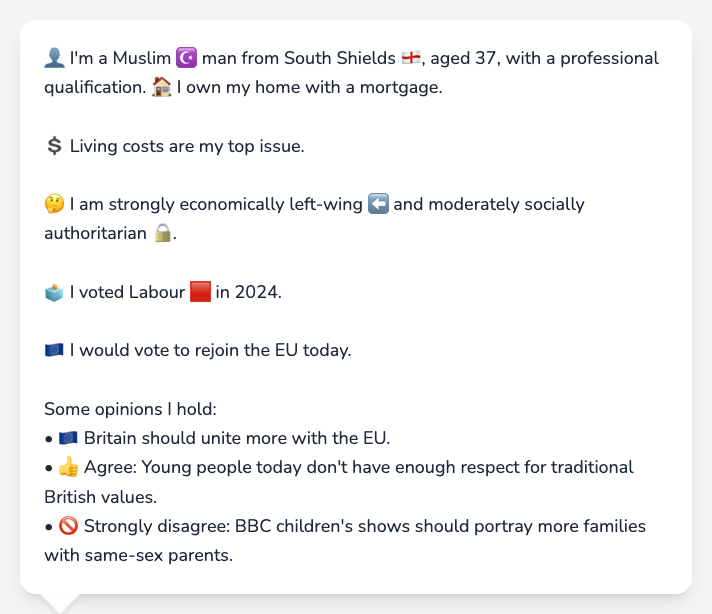 👤 I'm a Muslim ☪️ man from South Shields 🏴󠁧󠁢󠁥󠁮󠁧󠁿, aged 37, with a professional
qualification. 🏠 I own my home with a mortgage.
💲 Living costs are my top issue.
🤔 I am strongly economically left-wing ⬅️ and moderately socially
authoritarian 🔒.
🗳️ I voted Labour 🟥 in 2024.
🇪🇺 I would vote to rejoin the EU today.
Some opinions I hold:
• 🇪🇺 Britain should unite more with the EU.
• 👍 Agree: Young people today don't have enough respect for traditional
British values.
• 🚫 Strongly disagree: BBC children's shows should portray more families
with same-sex parents.